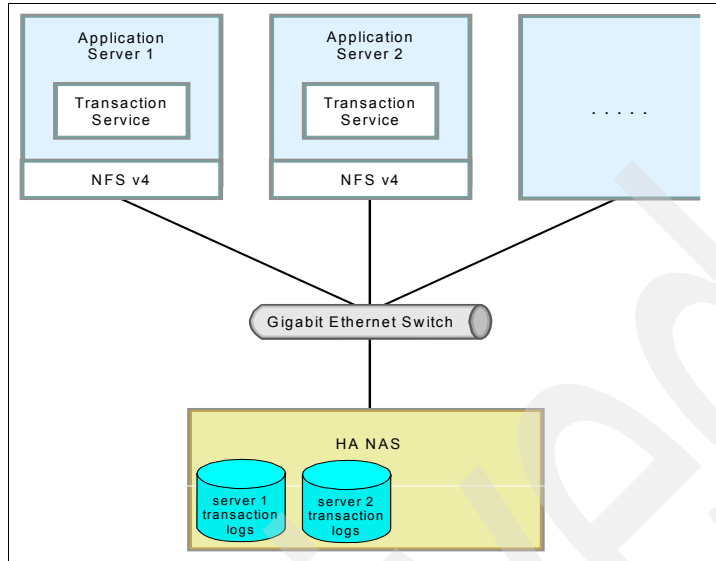 Application
Server 1
Application
Server 2
Transaction
Service
Transaction
Service
. . . . .
NFS v4
NFS v4
Gigabit Ethernet Switch
HA NAS
server 1
transaction
logs
server 2
transaction
logs